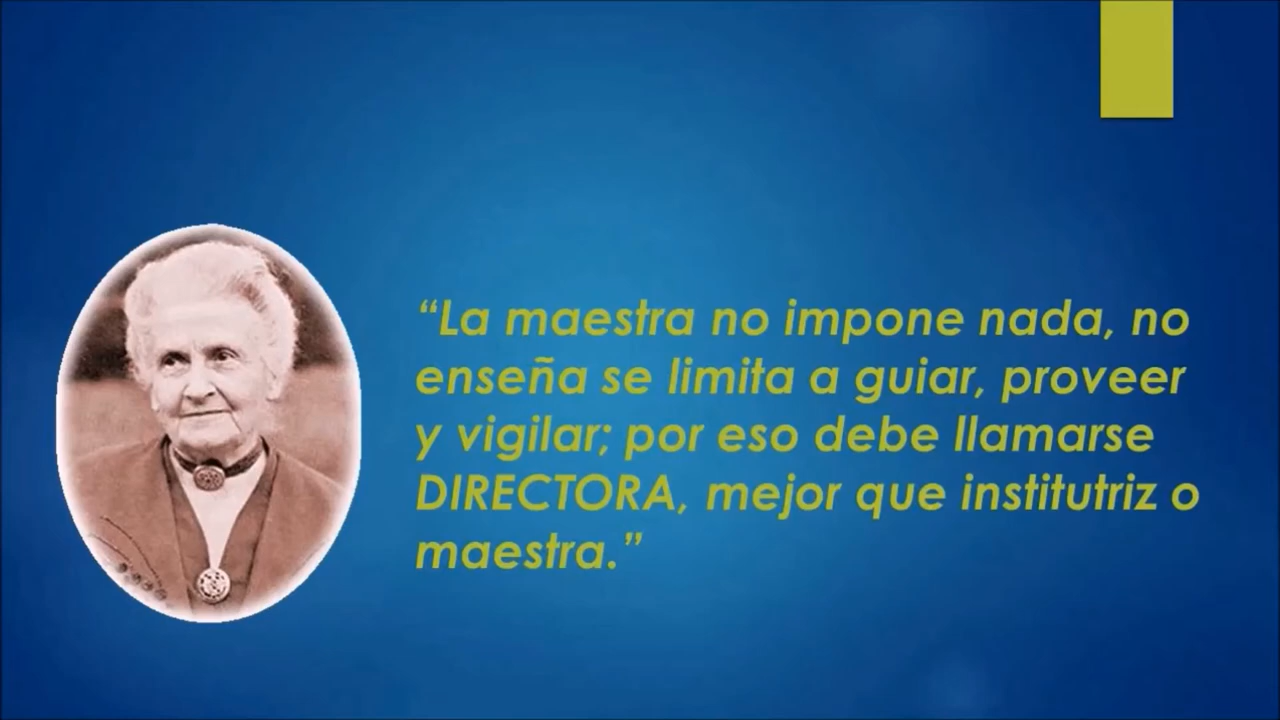 “La maestra no impone nada, no
enseña se limita a guiar, proveer
y vigilar; por eso debe llamarse
DIRECTORA, mejor que institutriz o
maestra.”